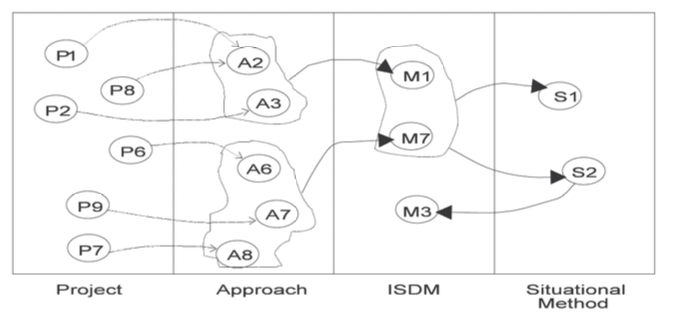 P1
A2
M1
P8
S1
A3
P2
M7
P6
A6
S2
P9
A7
M3
P7
A8
Project
Approach
ISDM
Situational
Method